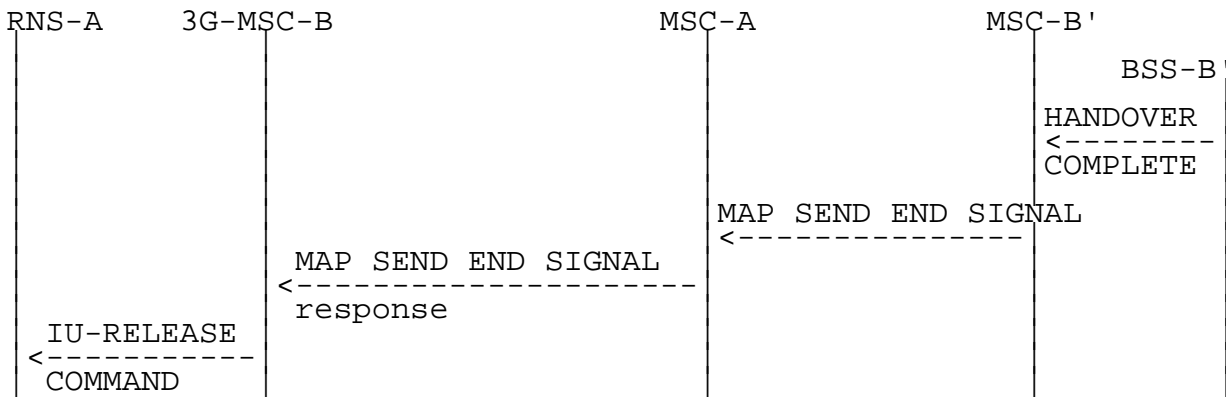 RNS-A 3G-MSC-B MSC-A MSC-B'
BSS-B'
HANDOVER
COMPLETE
MAP SEND END SIGNAL
MAP SEND END SIGNAL
response
IU-RELEASE
COMMAND